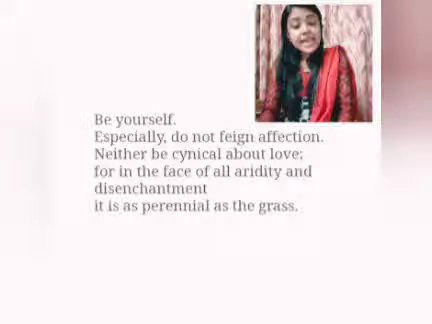 Be yourself.
Especially, do not feign affection.
Neither be cynical about love;
for in the face of all aridity and
disenchantment
it is as perennial as the grass.